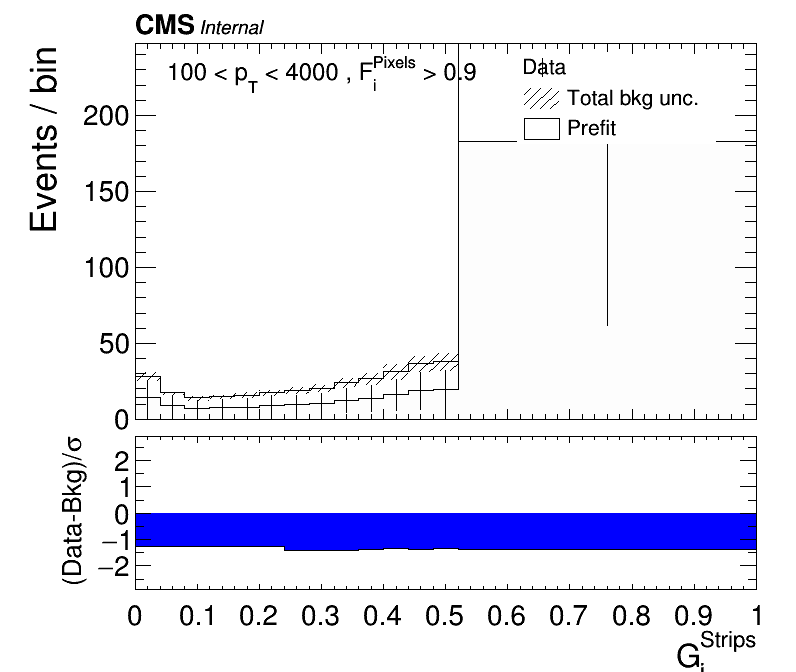 CMS Internal
100 < p_T < 4000 , F_i^Pixels > 0.9
Data
Total bkg unc.
Prefit
Events / bin
200
150
100
50
0
(Data-Bkg)/σ
2
1
0
−1
−2
0 0.1 0.2 0.3 0.4 0.5 0.6 0.7 0.8 0.9 1
G_i^Strips